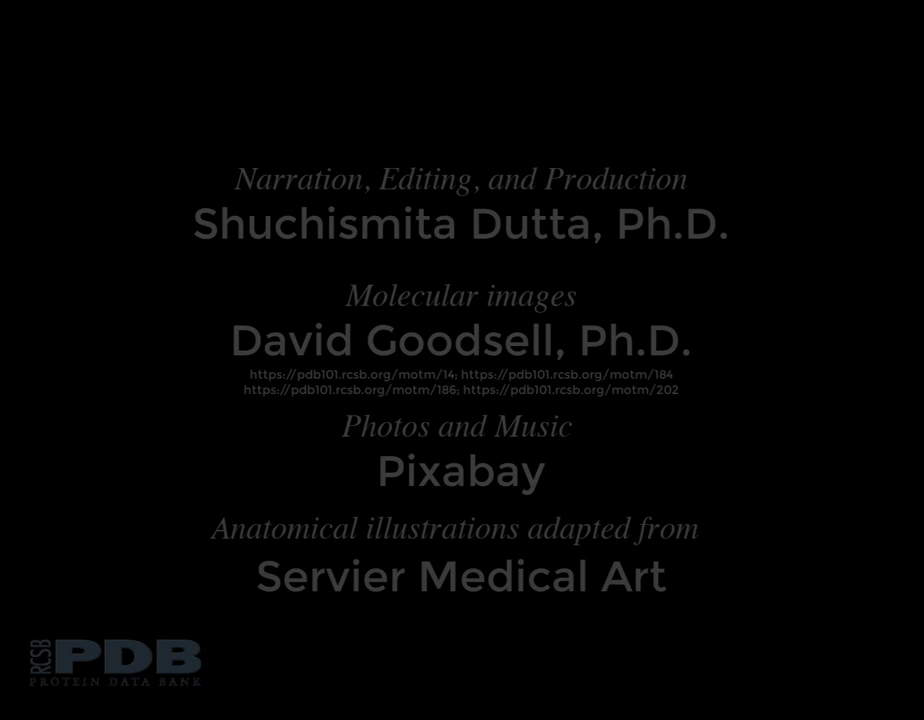 Narration, Editing, and Production
Shuchismita Dutta, Ph.D.
Molecular images
David Goodsell, Ph.D.
https://pdb101.rcsb.org/motm/14; https://pdb101.rcsb.org/motm/184
https://pdb101.rcsb.org/motm/186; https://pdb101.rcsb.org/motm/202
Photos and Music
Pixabay
Anatomical illustrations adapted from
Servier Medical Art
RCSB PDB
PROTEIN DATA BANK